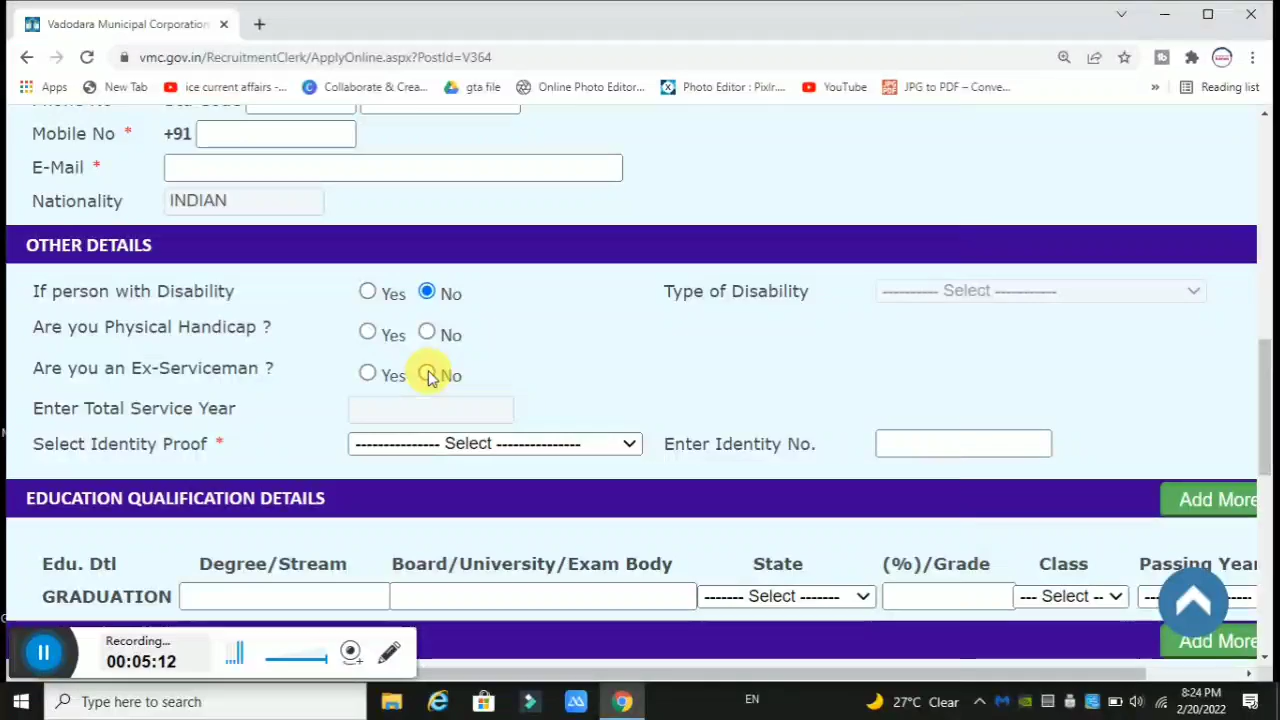 Vadodara Municipal Corporation
vmc.gov.in/RecruitmentClerk/ApplyOnline.aspx?PostId=V364
Apps New Tab ice current affairs -... Collaborate & Crea... gta file Online Photo Editor... Photo Editor : Pixlr... YouTube JPG to PDF – Conve... » Reading list
Mobile No * +91
E-Mail *
Nationality INDIAN
OTHER DETAILS
If person with Disability Yes No Type of Disability ---------- Select -----------
Are you Physical Handicap ? Yes No
Are you an Ex-Serviceman ? Yes No
Enter Total Service Year
Select Identity Proof * --------------- Select --------------- Enter Identity No.
EDUCATION QUALIFICATION DETAILS Add More
Edu. Dtl Degree/Stream Board/University/Exam Body State (%)/Grade Class Passing Year
GRADUATION ------- Select ------- --- Select --
Add More
Recording...
00:05:12
Type here to search
EN
27°C Clear
8:24 PM
2/20/2022